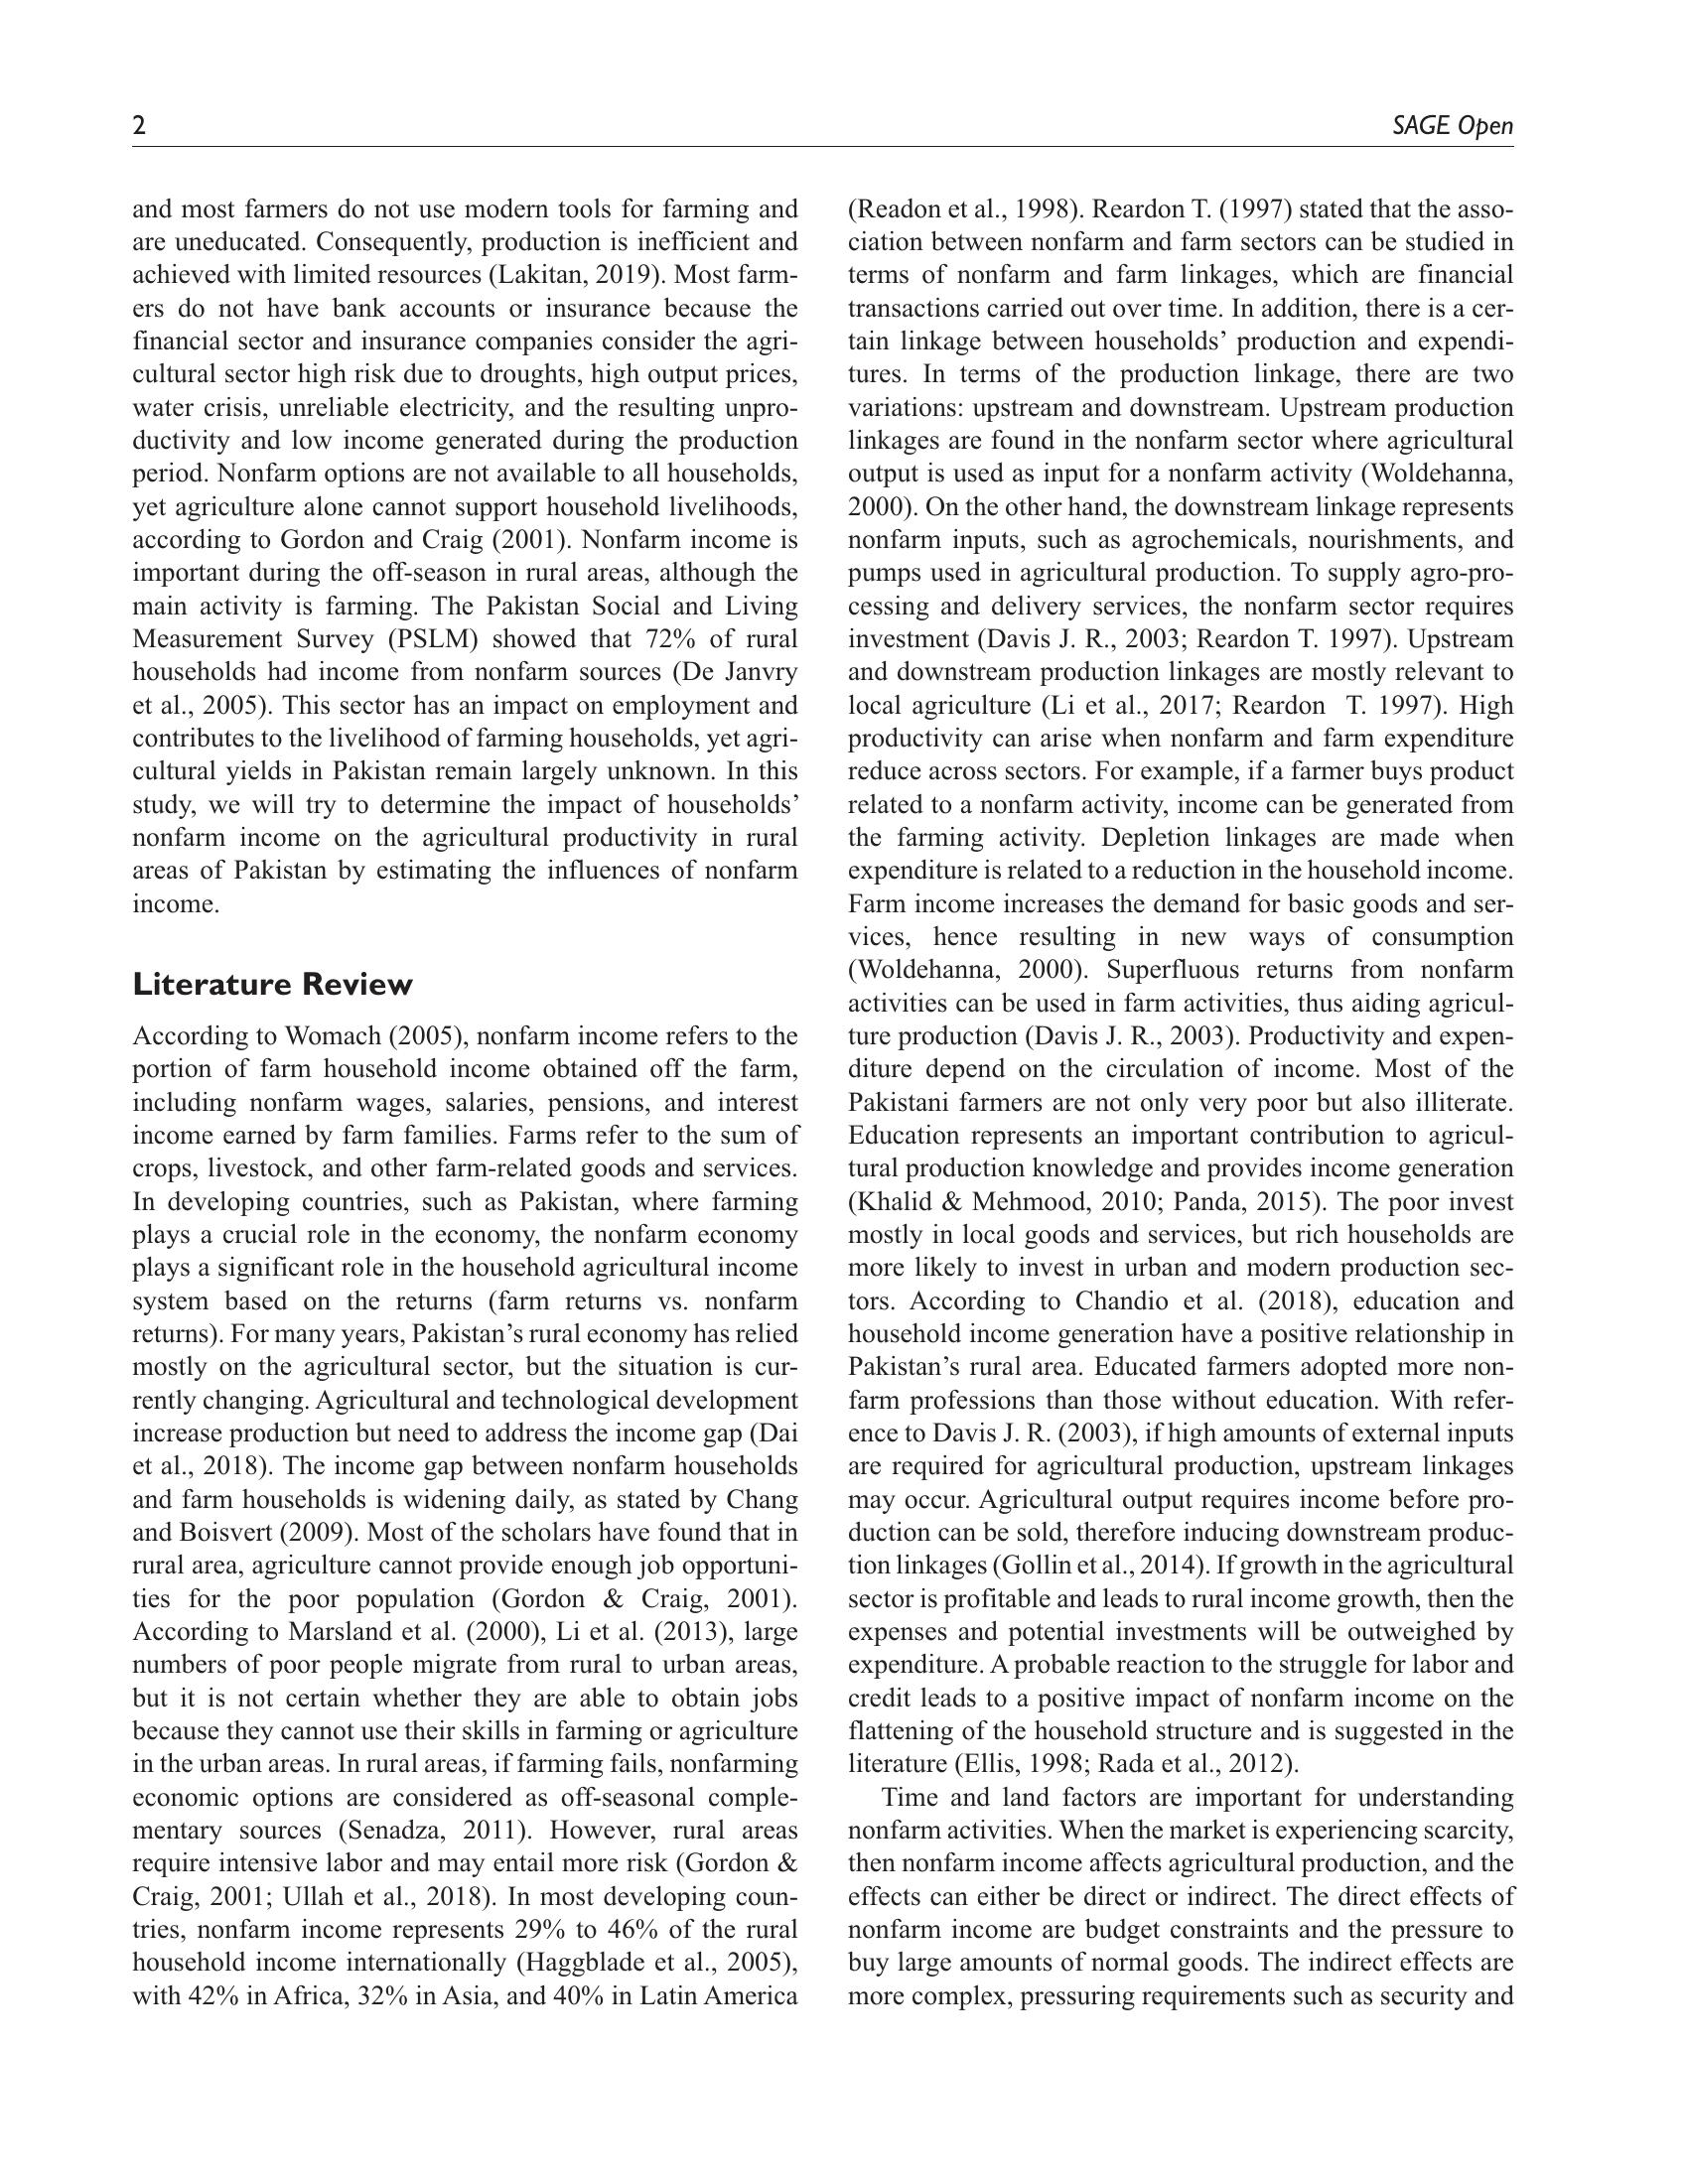 2
SAGE Open
and most farmers do not use modern tools for farming and
are uneducated. Consequently, production is inefficient and
achieved with limited resources (Lakitan, 2019). Most farm-
ers do not have bank accounts or insurance because the
financial sector and insurance companies consider the agri-
cultural sector high risk due to droughts, high output prices,
water crisis, unreliable electricity, and the resulting unpro-
ductivity and low income generated during the production
period. Nonfarm options are not available to all households,
yet agriculture alone cannot support household livelihoods,
according to Gordon and Craig (2001). Nonfarm income is
important during the off-season in rural areas, although the
main activity is farming. The Pakistan Social and Living
Measurement Survey (PSLM) showed that 72% of rural
households had income from nonfarm sources (De Janvry
et al., 2005). This sector has an impact on employment and
contributes to the livelihood of farming households, yet agri-
cultural yields in Pakistan remain largely unknown. In this
study, we will try to determine the impact of households’
nonfarm income on the agricultural productivity in rural
areas of Pakistan by estimating the influences of nonfarm
income.
Literature Review
According to Womach (2005), nonfarm income refers to the
portion of farm household income obtained off the farm,
including nonfarm wages, salaries, pensions, and interest
income earned by farm families. Farms refer to the sum of
crops, livestock, and other farm-related goods and services.
In developing countries, such as Pakistan, where farming
plays a crucial role in the economy, the nonfarm economy
plays a significant role in the household agricultural income
system based on the returns (farm returns vs. nonfarm
returns). For many years, Pakistan’s rural economy has relied
mostly on the agricultural sector, but the situation is cur-
rently changing. Agricultural and technological development
increase production but need to address the income gap (Dai
et al., 2018). The income gap between nonfarm households
and farm households is widening daily, as stated by Chang
and Boisvert (2009). Most of the scholars have found that in
rural area, agriculture cannot provide enough job opportuni-
ties for the poor population (Gordon & Craig, 2001).
According to Marsland et al. (2000), Li et al. (2013), large
numbers of poor people migrate from rural to urban areas,
but it is not certain whether they are able to obtain jobs
because they cannot use their skills in farming or agriculture
in the urban areas. In rural areas, if farming fails, nonfarming
economic options are considered as off-seasonal comple-
mentary sources (Senadza, 2011). However, rural areas
require intensive labor and may entail more risk (Gordon &
Craig, 2001; Ullah et al., 2018). In most developing coun-
tries, nonfarm income represents 29% to 46% of the rural
household income internationally (Haggblade et al., 2005),
with 42% in Africa, 32% in Asia, and 40% in Latin America
(Readon et al., 1998). Reardon T. (1997) stated that the asso-
ciation between nonfarm and farm sectors can be studied in
terms of nonfarm and farm linkages, which are financial
transactions carried out over time. In addition, there is a cer-
tain linkage between households’ production and expendi-
tures. In terms of the production linkage, there are two
variations: upstream and downstream. Upstream production
linkages are found in the nonfarm sector where agricultural
output is used as input for a nonfarm activity (Woldehanna,
2000). On the other hand, the downstream linkage represents
nonfarm inputs, such as agrochemicals, nourishments, and
pumps used in agricultural production. To supply agro-pro-
cessing and delivery services, the nonfarm sector requires
investment (Davis J. R., 2003; Reardon T. 1997). Upstream
and downstream production linkages are mostly relevant to
local agriculture (Li et al., 2017; Reardon T. 1997). High
productivity can arise when nonfarm and farm expenditure
reduce across sectors. For example, if a farmer buys product
related to a nonfarm activity, income can be generated from
the farming activity. Depletion linkages are made when
expenditure is related to a reduction in the household income.
Farm income increases the demand for basic goods and ser-
vices, hence resulting in new ways of consumption
(Woldehanna, 2000). Superfluous returns from nonfarm
activities can be used in farm activities, thus aiding agricul-
ture production (Davis J. R., 2003). Productivity and expen-
diture depend on the circulation of income. Most of the
Pakistani farmers are not only very poor but also illiterate.
Education represents an important contribution to agricul-
tural production knowledge and provides income generation
(Khalid & Mehmood, 2010; Panda, 2015). The poor invest
mostly in local goods and services, but rich households are
more likely to invest in urban and modern production sec-
tors. According to Chandio et al. (2018), education and
household income generation have a positive relationship in
Pakistan’s rural area. Educated farmers adopted more non-
farm professions than those without education. With refer-
ence to Davis J. R. (2003), if high amounts of external inputs
are required for agricultural production, upstream linkages
may occur. Agricultural output requires income before pro-
duction can be sold, therefore inducing downstream produc-
tion linkages (Gollin et al., 2014). If growth in the agricultural
sector is profitable and leads to rural income growth, then the
expenses and potential investments will be outweighed by
expenditure. A probable reaction to the struggle for labor and
credit leads to a positive impact of nonfarm income on the
flattening of the household structure and is suggested in the
literature (Ellis, 1998; Rada et al., 2012).
Time and land factors are important for understanding
nonfarm activities. When the market is experiencing scarcity,
then nonfarm income affects agricultural production, and the
effects can either be direct or indirect. The direct effects of
nonfarm income are budget constraints and the pressure to
buy large amounts of normal goods. The indirect effects are
more complex, pressuring requirements such as security and